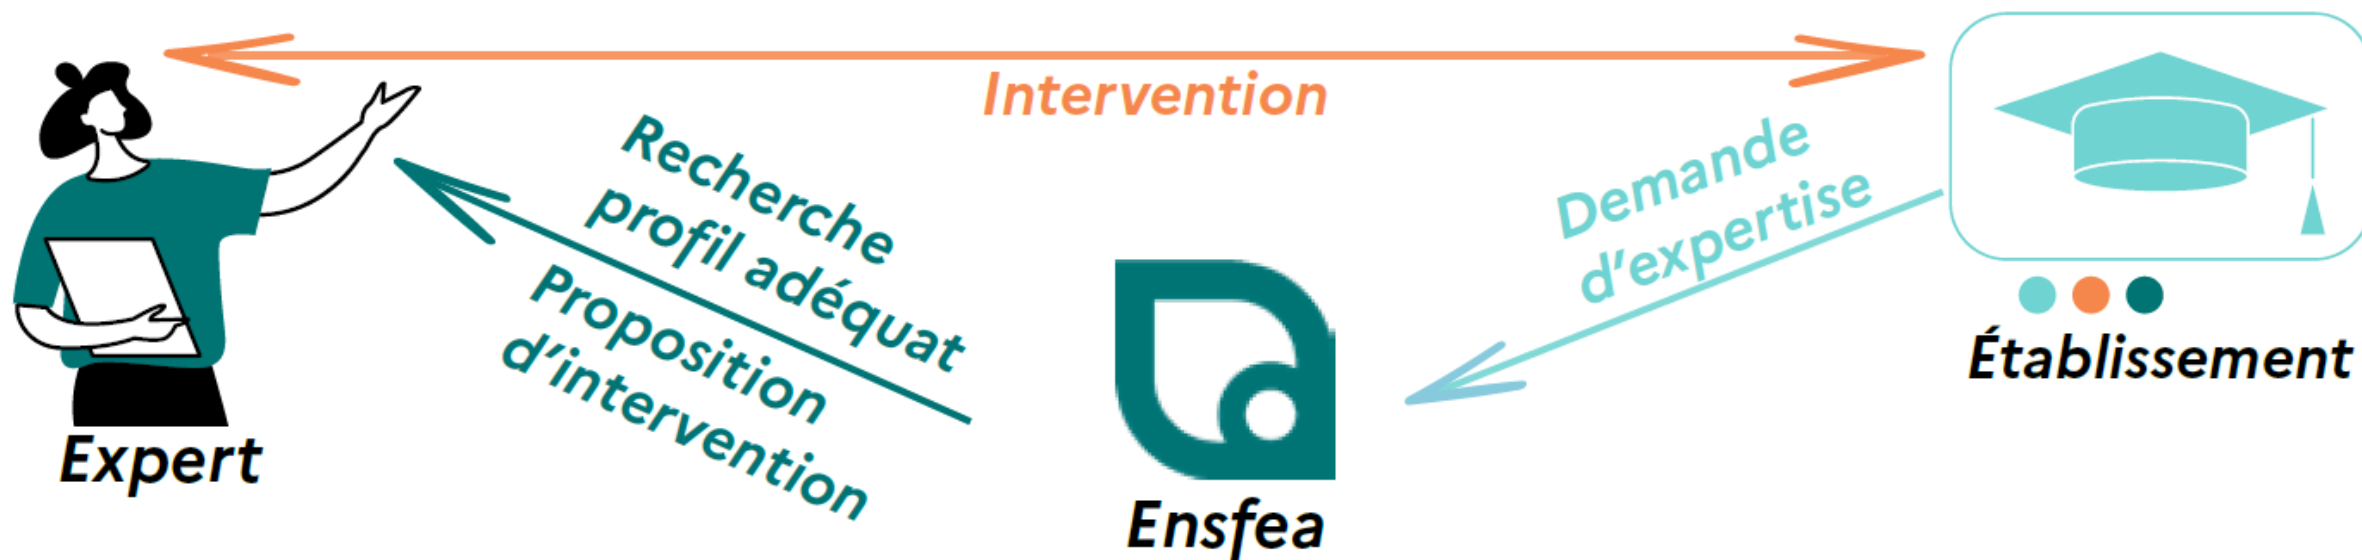 Intervention
Recherche
profil adéquat
Proposition
d'intervention
Demande
d'expertise
Établissement
Expert
Ensfea